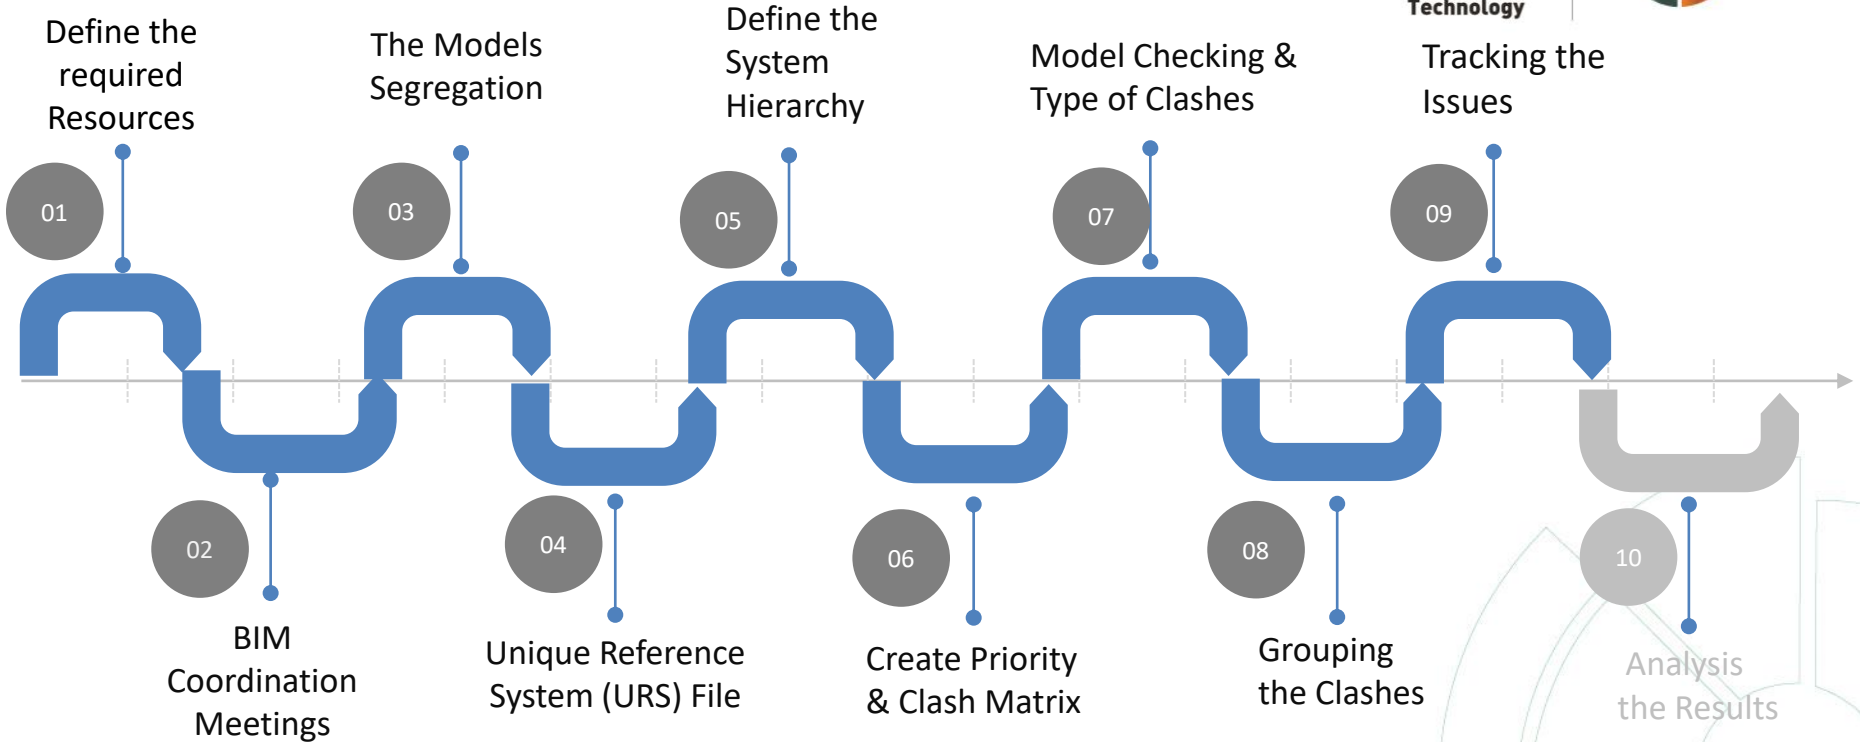 Technology
Define the
required
Resources
01
BIM
Coordination
Meetings
02
The Models
Segregation
03
Unique Reference
System (URS) File
04
Define the
System
Hierarchy
05
Create Priority
& Clash Matrix
06
Model Checking &
Type of Clashes
07
Grouping
the Clashes
08
Tracking the
Issues
09
Analysis
the Results
10